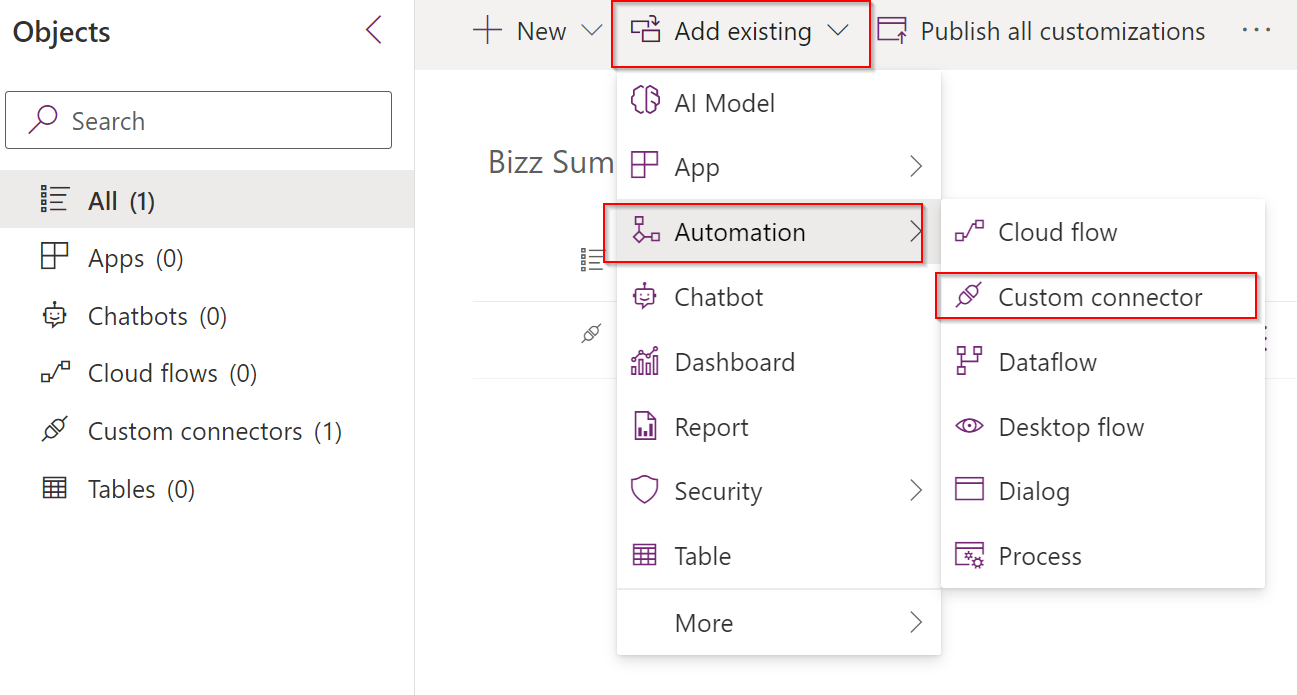 Objects
Search
All (1)
Apps (0)
Chatbots (0)
Cloud flows (0)
Custom connectors (1)
Tables (0)
New
Add existing
Publish all customizations
Bizz Sum
AI Model
App
Automation
Chatbot
Dashboard
Report
Security
Table
More
Cloud flow
Custom connector
Dataflow
Desktop flow
Dialog
Process